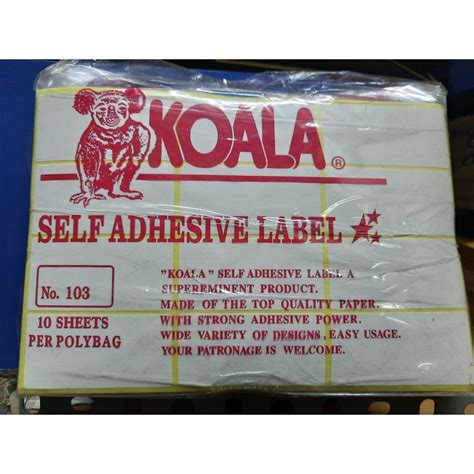 KOALA ®
SELF ADHESIVE LABEL
No. 103
10 SHEETS
PER POLYBAG
"KOALA" SELF ADHESIVE LABEL A
SUPEREMINENT PRODUCT.
MADE OF THE TOP QUALITY PAPER.
WITH STRONG ADHESIVE POWER.
WIDE VARIETY OF DESIGNS, EASY USAGE.
YOUR PATRONAGE IS WELCOME.